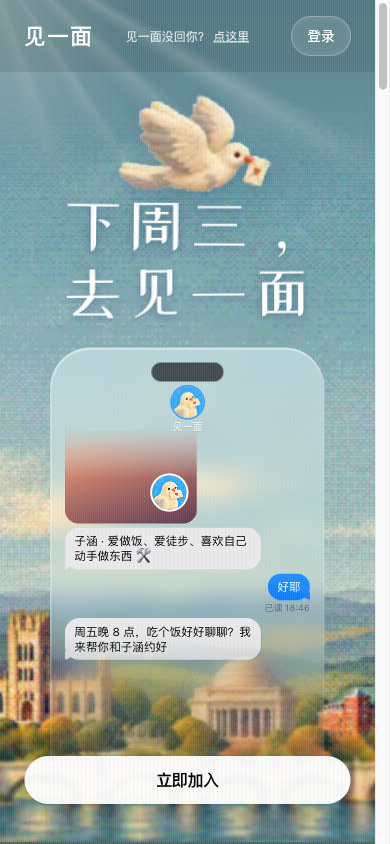 见一面
见一面没回你？ 点这里
登录
下周三，
去见一面
见一面
子涵 · 爱做饭、爱徒步、喜欢自己
动手做东西 🛠️
好耶
已读 18:46
周五晚 8 点，吃个饭好好聊聊？我
来帮你和子涵约好
立即加入